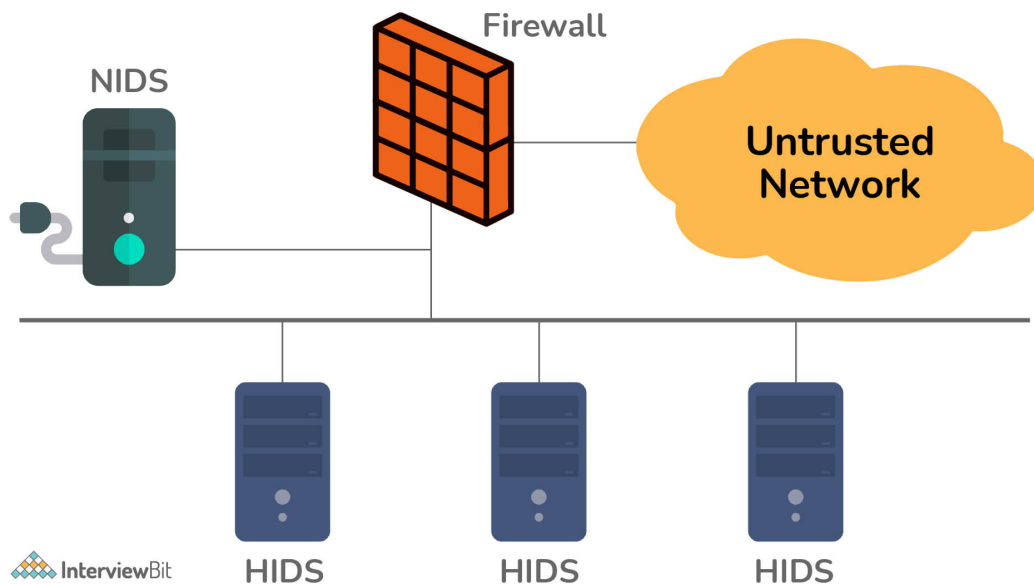 Firewall
NIDS
Untrusted
Network
HIDS
HIDS
HIDS
InterviewBit